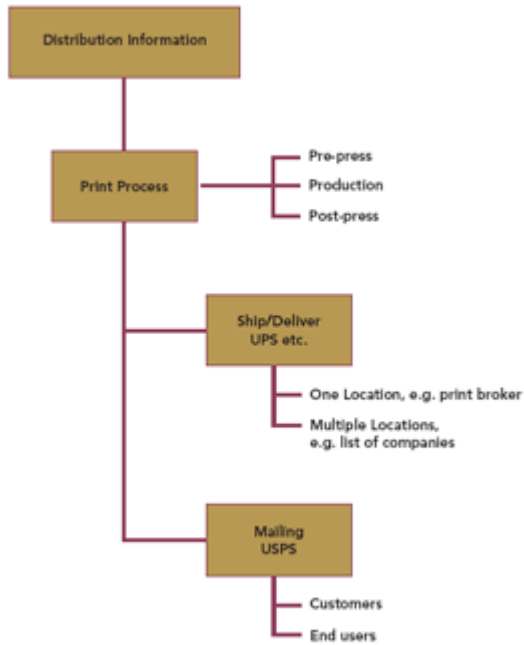 Distribution Information
Print Process
Pre-press
Production
Post-press
Ship/Deliver
UPS etc.
One Location, e.g. print broker
Multiple Locations,
e.g. list of companies
Mailing
USPS
Customers
End users